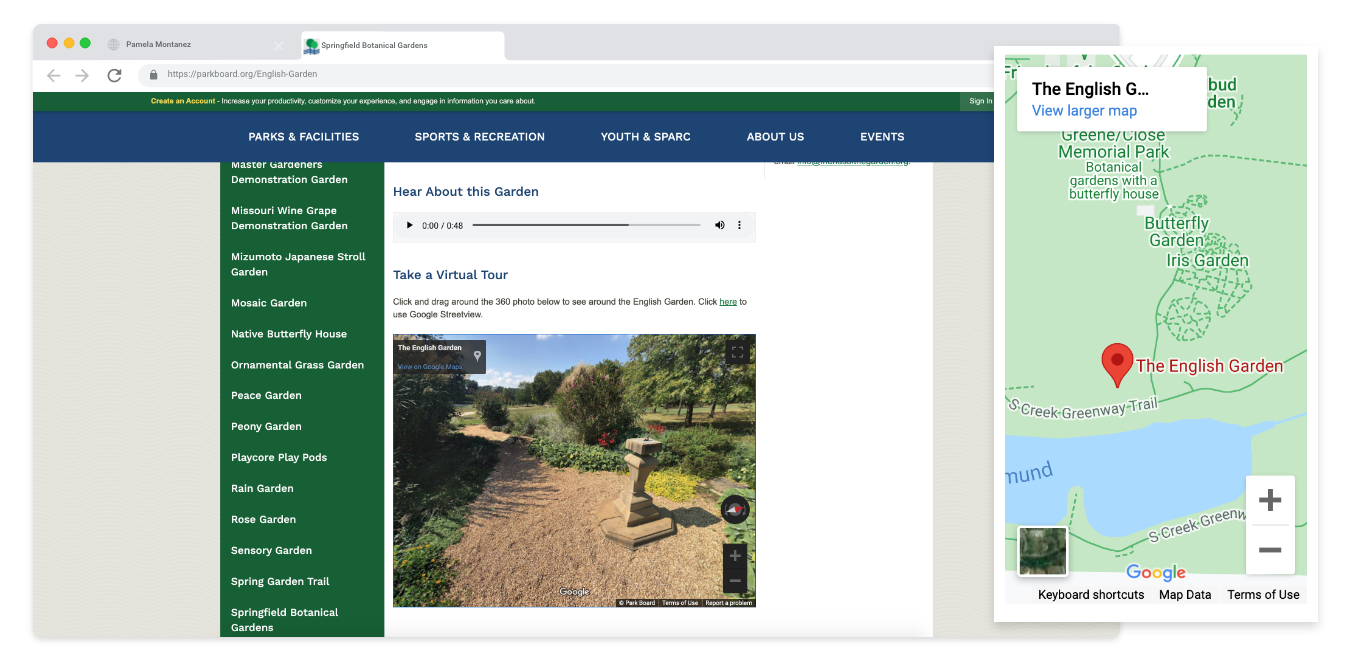 Pamela Montanez
Springfield Botanical Gardens
https://parkboard.org/English-Garden
Create an Account - Increase your productivity, customize your experience, and engage in information you care about.
Sign In
PARKS & FACILITIES
SPORTS & RECREATION
YOUTH & SPARC
ABOUT US
EVENTS
Master Gardeners
Demonstration Garden
Missouri Wine Grape
Demonstration Garden
Mizumoto Japanese Stroll
Garden
Mosaic Garden
Native Butterfly House
Ornamental Grass Garden
Peace Garden
Peony Garden
Playcore Play Pods
Rain Garden
Rose Garden
Sensory Garden
Spring Garden Trail
Springfield Botanical
Gardens
Hear About this Garden
0:00 / 0:48
Take a Virtual Tour
Click and drag around the 360 photo below to see around the English Garden. Click here to
use Google Streetview.
The English Garden
View on Google Maps
Google
© Park Board
Terms of Use
Report a problem
The English G...
View larger map
bud
den
Greene/Close
Memorial Park
Botanical
gardens with a
butterfly house
Butterfly
Garden
Iris Garden
The English Garden
S Creek Greenway Trail
mund
S Creek Greenw
Google
Keyboard shortcuts
Map Data
Terms of Use